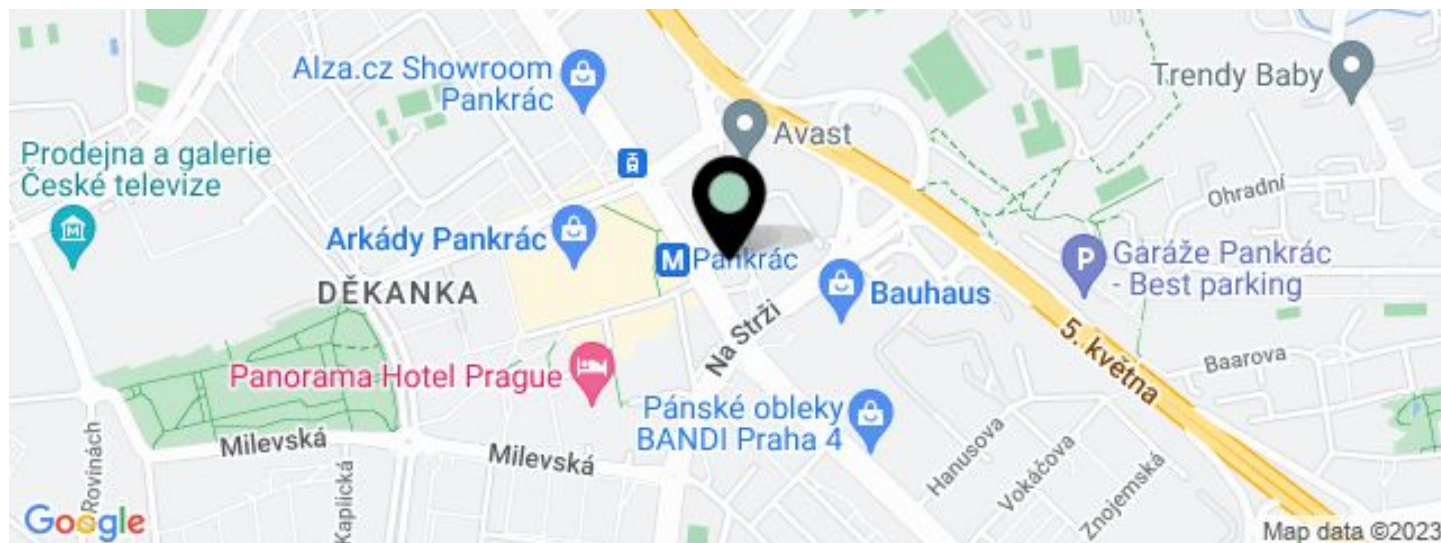 Alza.cz Showroom
Pankrác
Trendy Baby
Avast
Prodejna a galerie
České televize
Ohradní
Arkády Pankrác
M Pankrác
P
Garáže Pankrác
- Best parking
DĚKANKA
Bauhaus
Na Strži
5. května
Baarova
Panorama Hotel Prague
Pánské obleky
BANDI Praha 4
Milevská
Milevská
Hanusova
Vokáčova
Znojemská
Rovinách
Kaplická
Google
Map data ©2023